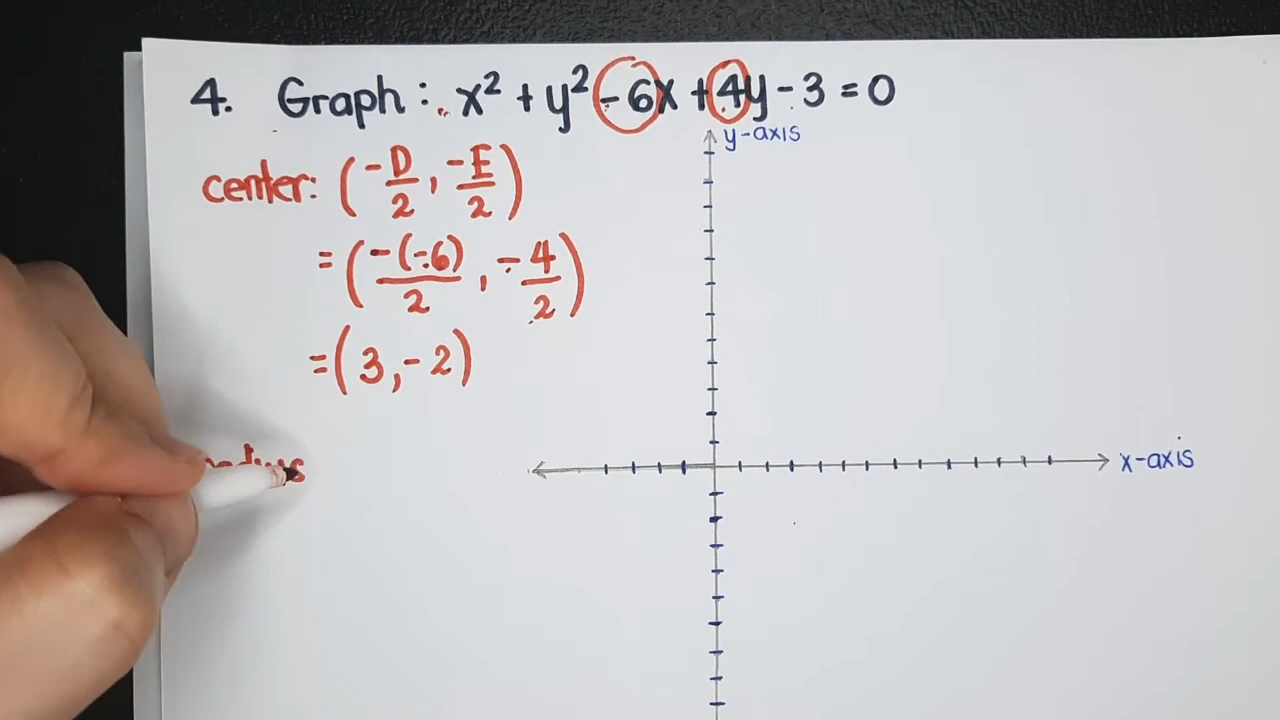 4. Graph: x² + y² - 6x + 4y - 3 = 0
y-axis
center: (-D/2, -E/2)
= (-(-6)/2, -4/2)
= (3, -2)
x-axis